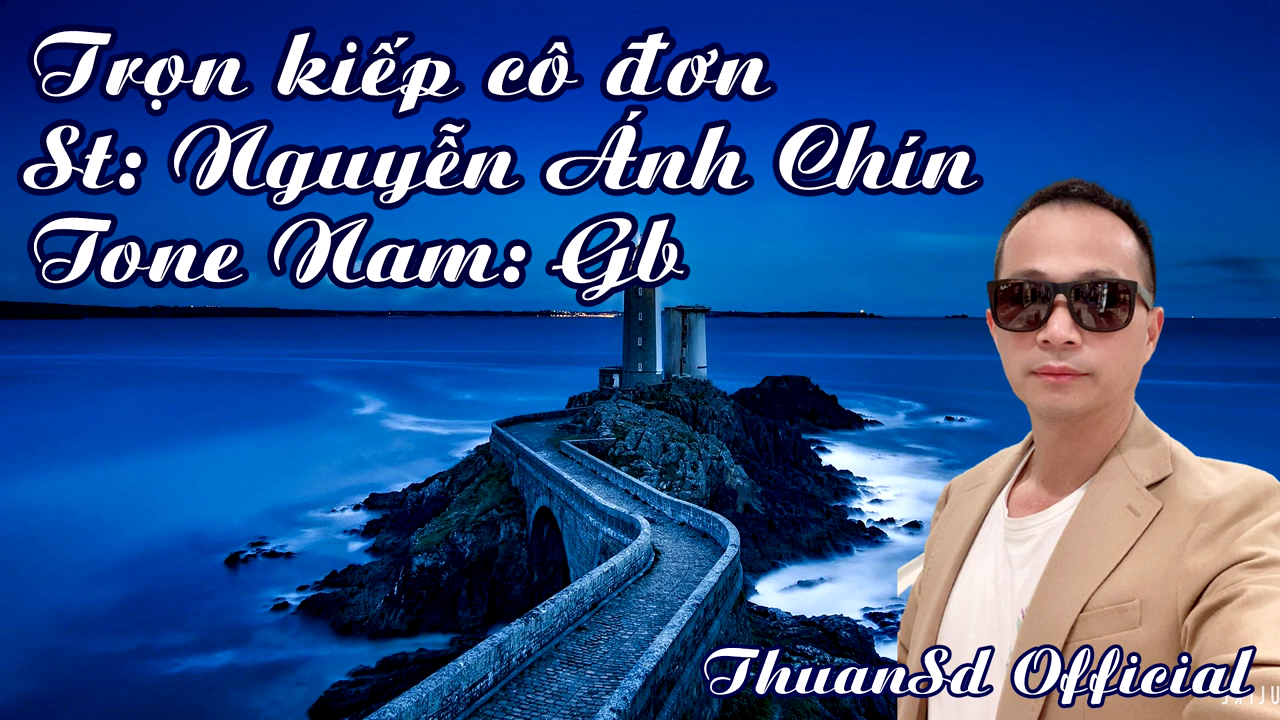 Trọn kiếp cô đơn
St: Nguyễn Ánh Chín
Tone Nam: Gb
ThuanSd Official